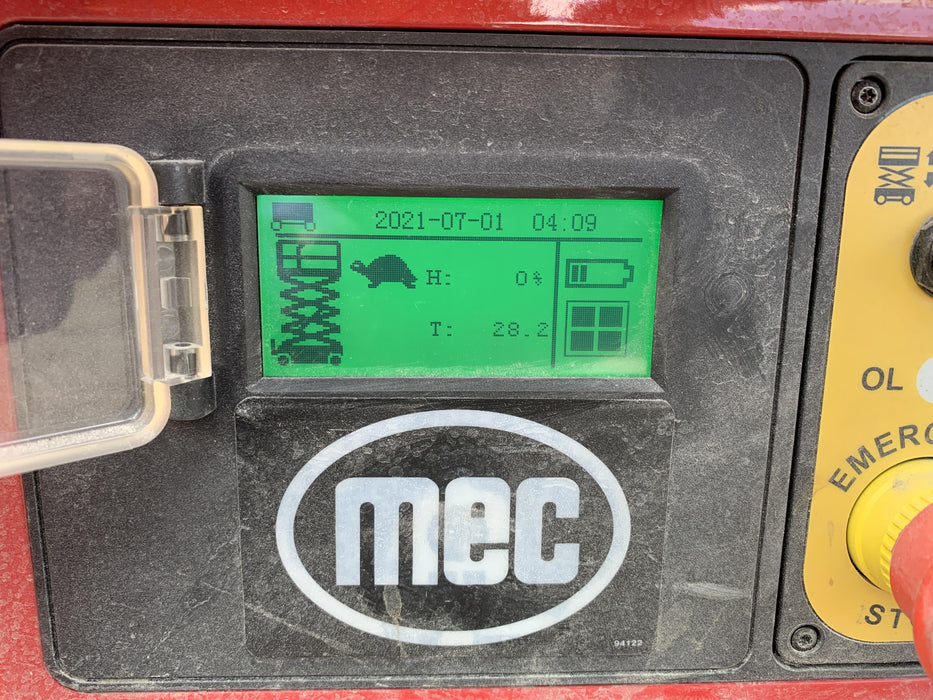 2021-07-01 04:09
H: 0%
T: 28.2
OL
EMERG
mec
ST
94122